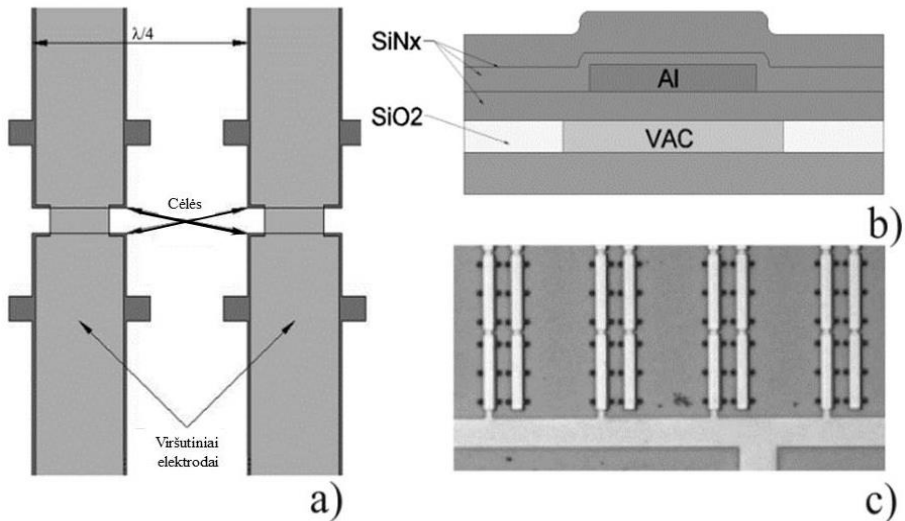 λ/4
Cėlės
Viršutiniai
elektrodai
a)
SiNx
Al
SiO2
VAC
b)
c)